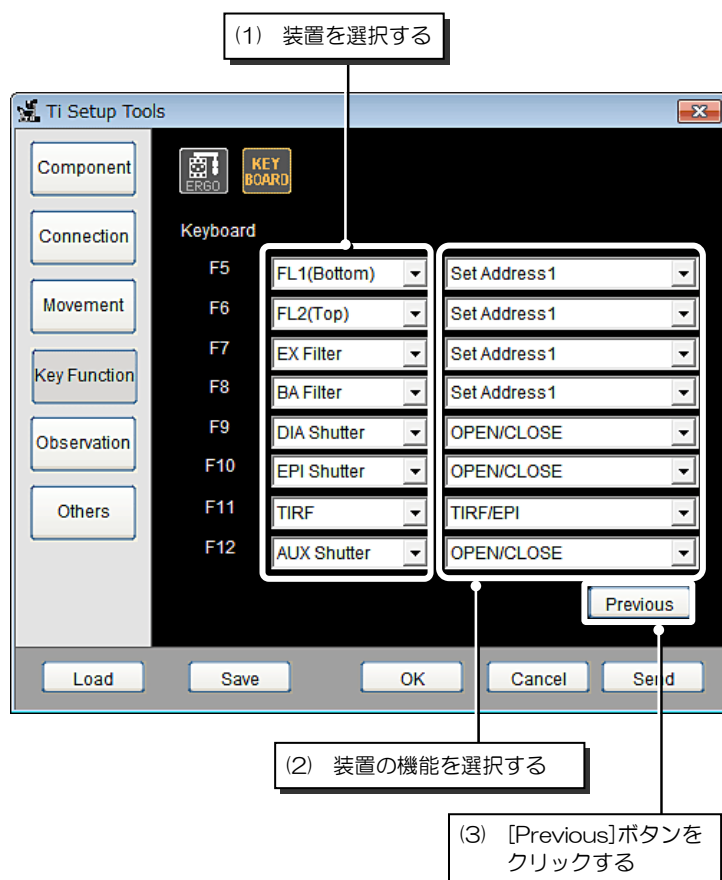 (1) 装置を選択する
Ti Setup Tools
Component
ERGO
KEY
BOARD
Connection
Keyboard
F5 FL1(Bottom) Set Address1
Movement
F6 FL2(Top) Set Address1
F7 EX Filter Set Address1
Key Function
F8 BA Filter Set Address1
F9 DIA Shutter OPEN/CLOSE
Observation
F10 EPI Shutter OPEN/CLOSE
Others
F11 TIRF TIRF/EPI
F12 AUX Shutter OPEN/CLOSE
Previous
Load Save OK Cancel Send
(2) 装置の機能を選択する
(3) [Previous]ボタンを
クリックする